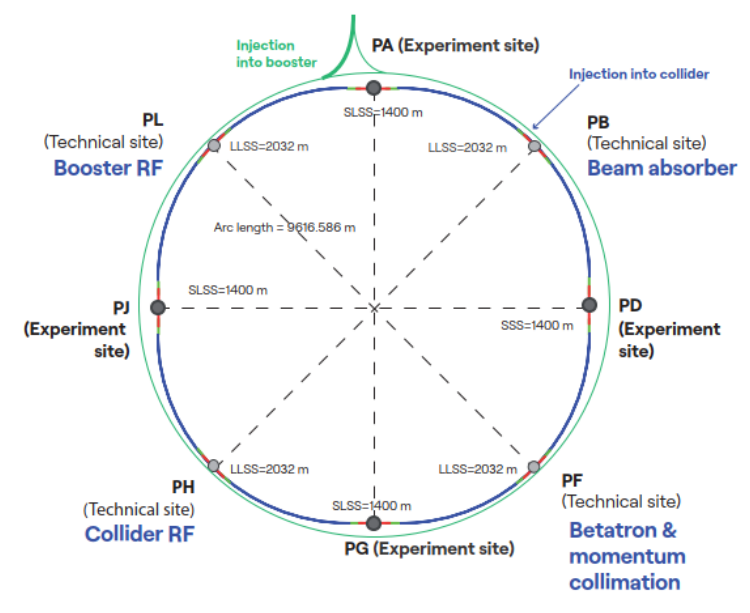 Injection
into booster
PA (Experiment site)
Injection into collider
SLSS=1400 m
PL
(Technical site)
Booster RF
LLSS=2032 m
LLSS=2032 m
PB
(Technical site)
Beam absorber
Arc length = 9616.586 m
SLSS=1400 m
PJ
(Experiment
site)
SSS=1400 m
PD
(Experiment
site)
LLSS=2032 m
LLSS=2032 m
PH
(Technical site)
Collider RF
SLSS=1400 m
PG (Experiment site)
PF
(Technical site)
Betatron &
momentum
collimation